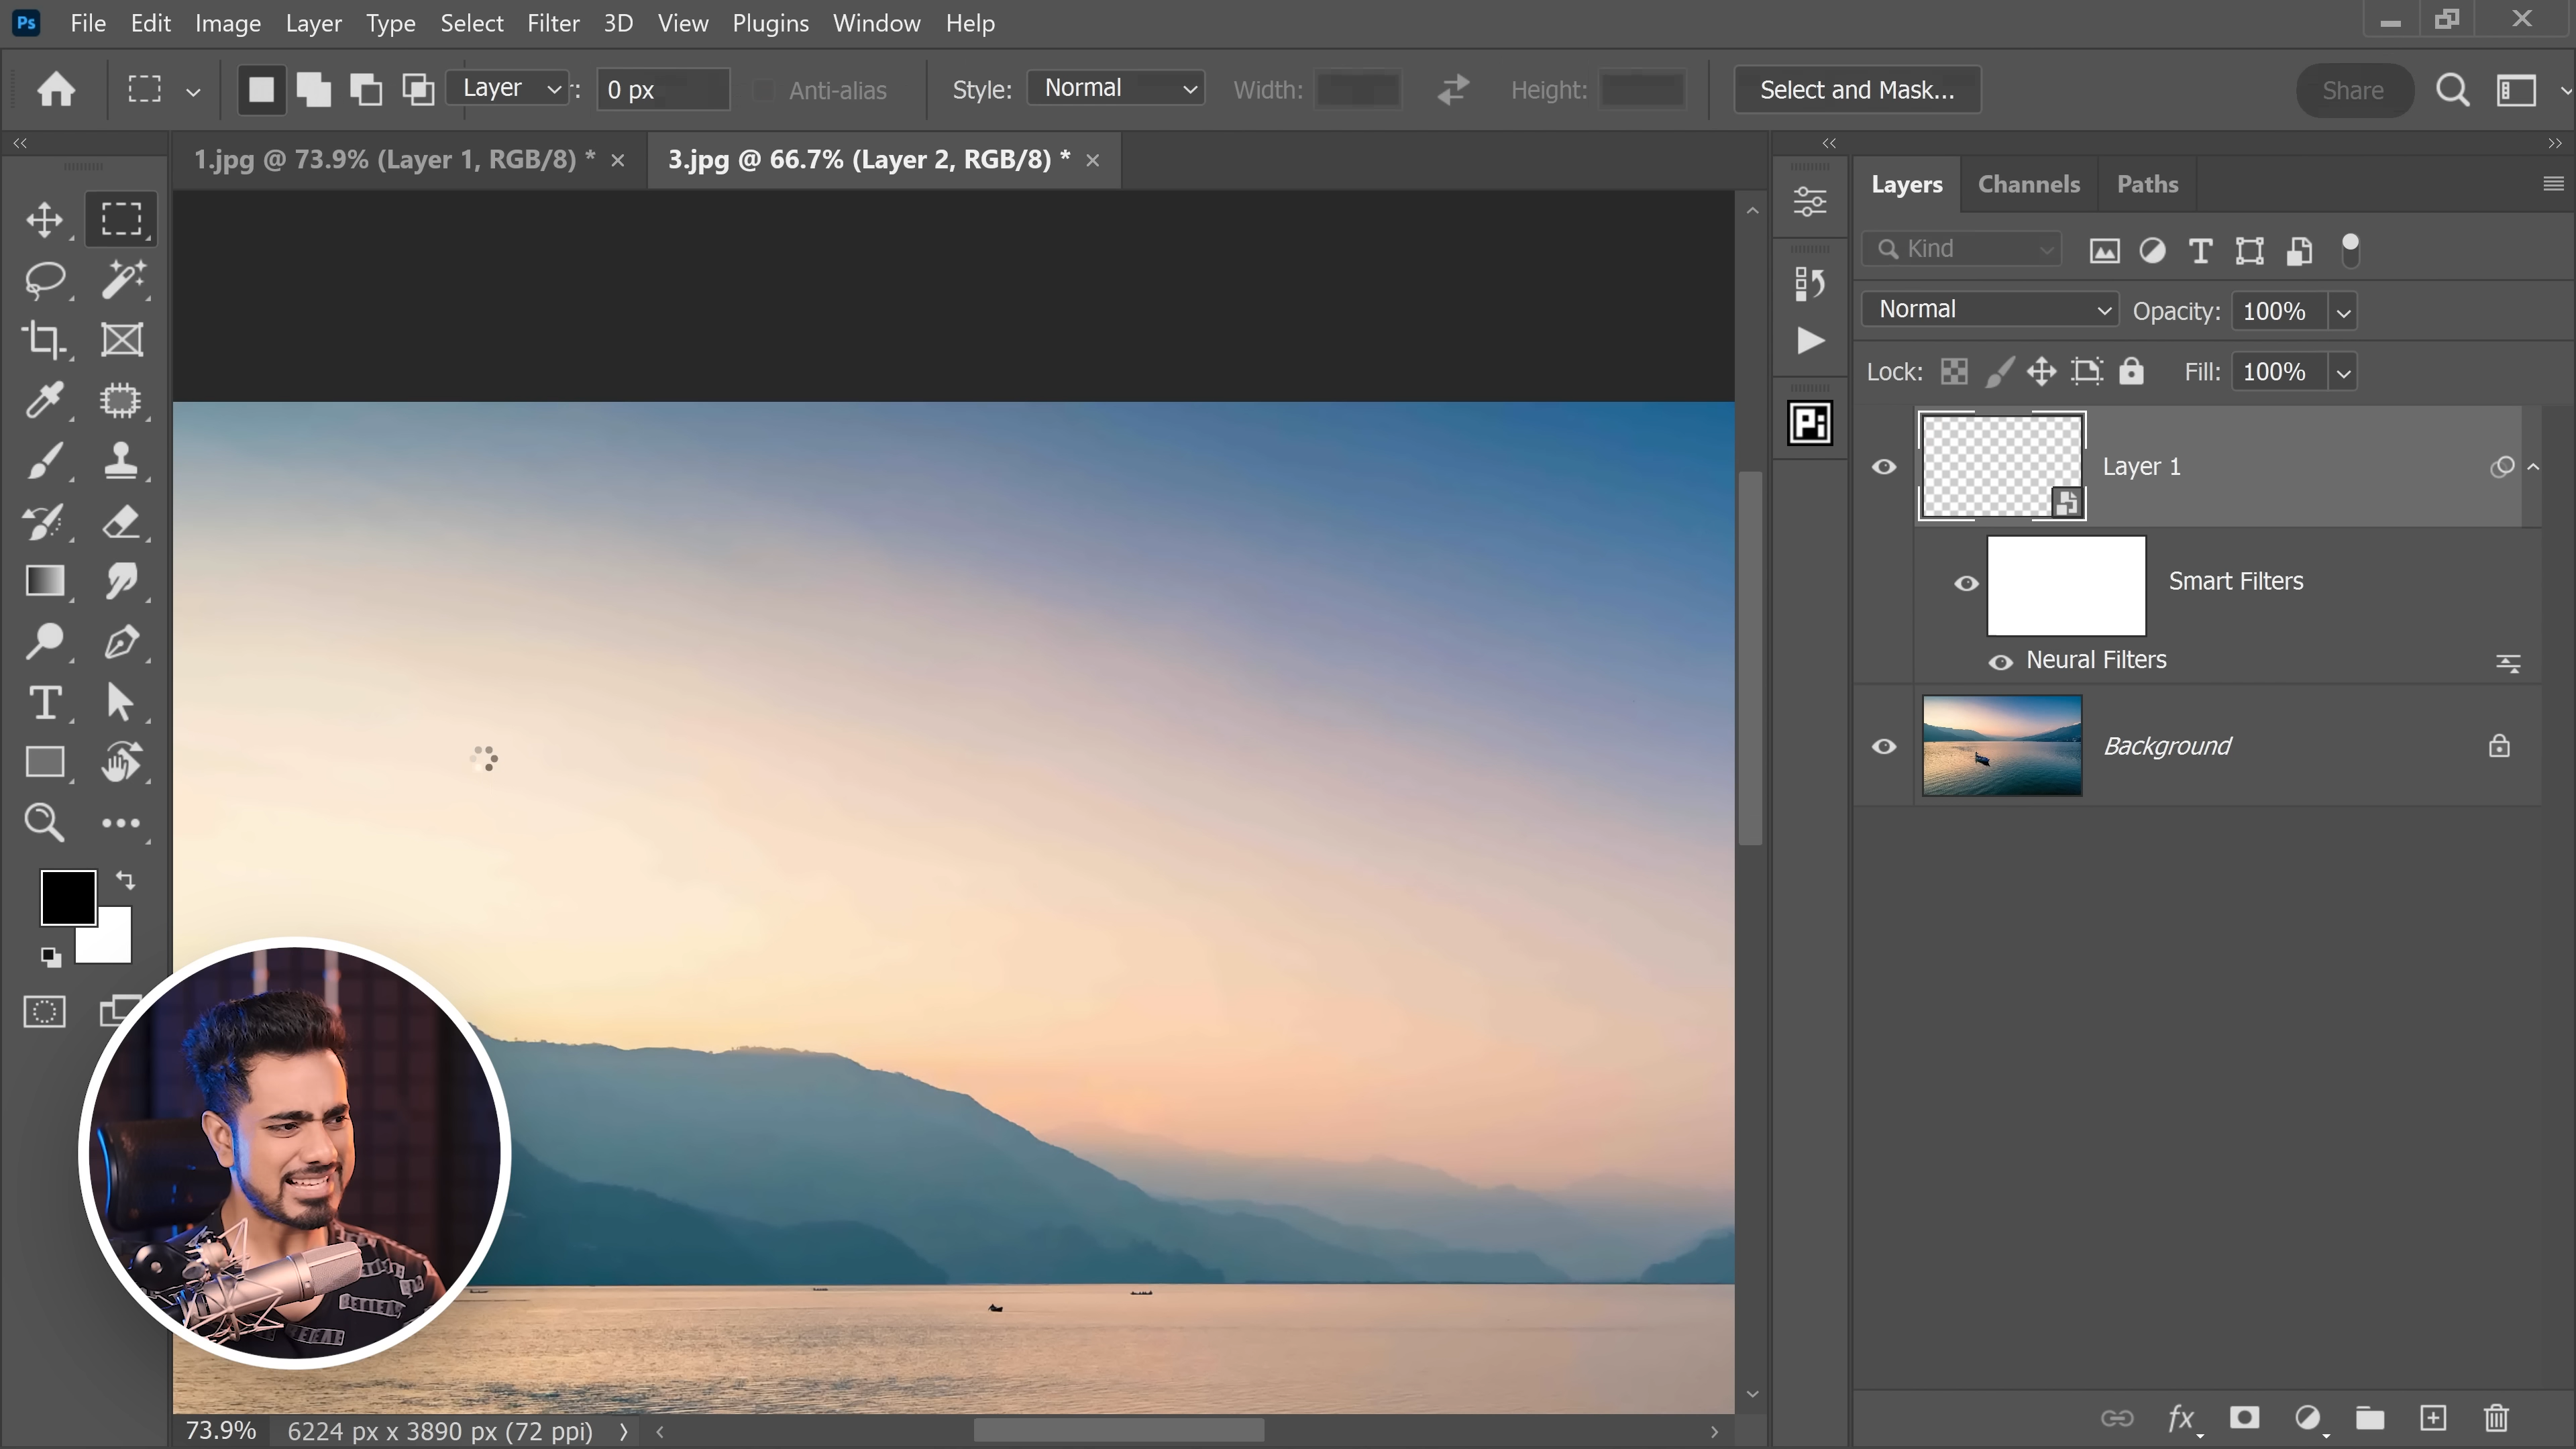 Ps File Edit Image Layer Type Select Filter 3D View Plugins Window Help
Layer : 0 px Anti-alias Style: Normal Width: Height: Select and Mask... Share
1.jpg @ 73.9% (Layer 1, RGB/8) * × 3.jpg @ 66.7% (Layer 2, RGB/8) * ×
Layers Channels Paths
Kind
Normal Opacity: 100%
Lock: Fill: 100%
Pi
Layer 1
Smart Filters
Neural Filters
Background
73.9% 6224 px x 3890 px (72 ppi)
fx